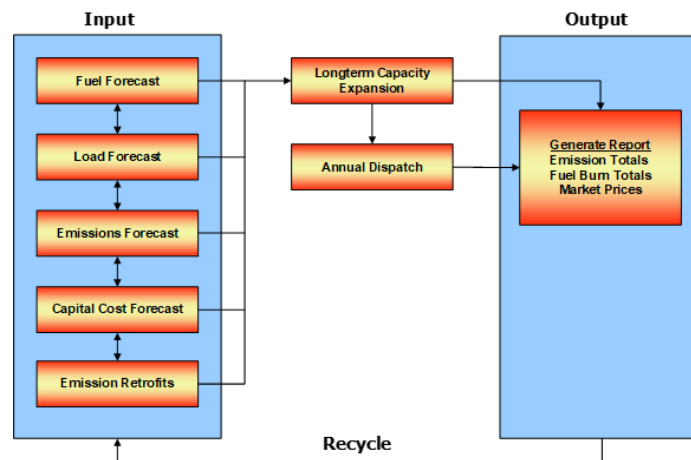 Input
Output
Fuel Forecast
Load Forecast
Emissions Forecast
Capital Cost Forecast
Emission Retrofits
Longterm Capacity
Expansion
Annual Dispatch
Generate Report
Emission Totals
Fuel Burn Totals
Market Prices
Recycle